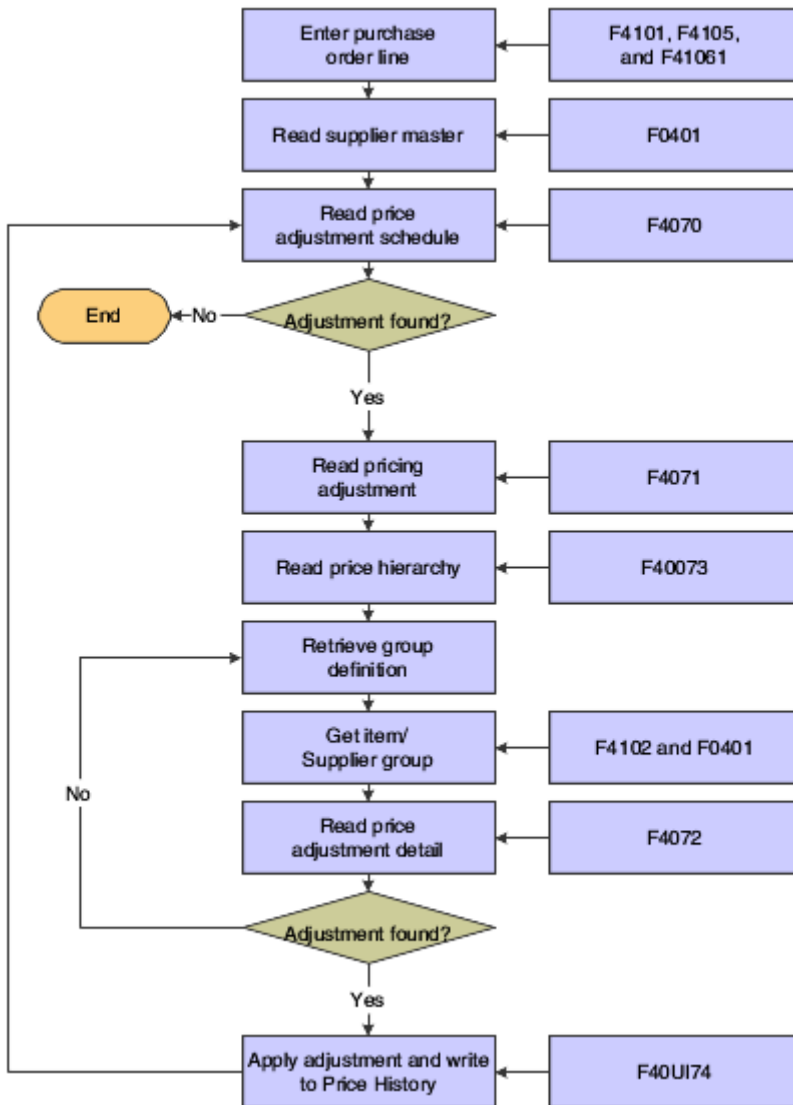 Enter purchase
order line
F4101, F4105,
and F41061
Read supplier master
F0401
Read price
adjustment schedule
F4070
End
No
Adjustment found?
Yes
Read pricing
adjustment
F4071
Read price hierarchy
F40073
Retrieve group
definition
Get item/
Supplier group
F4102 and F0401
No
Read price
adjustment detail
F4072
Adjustment found?
Yes
Apply adjustment and write
to Price History
F40UI74